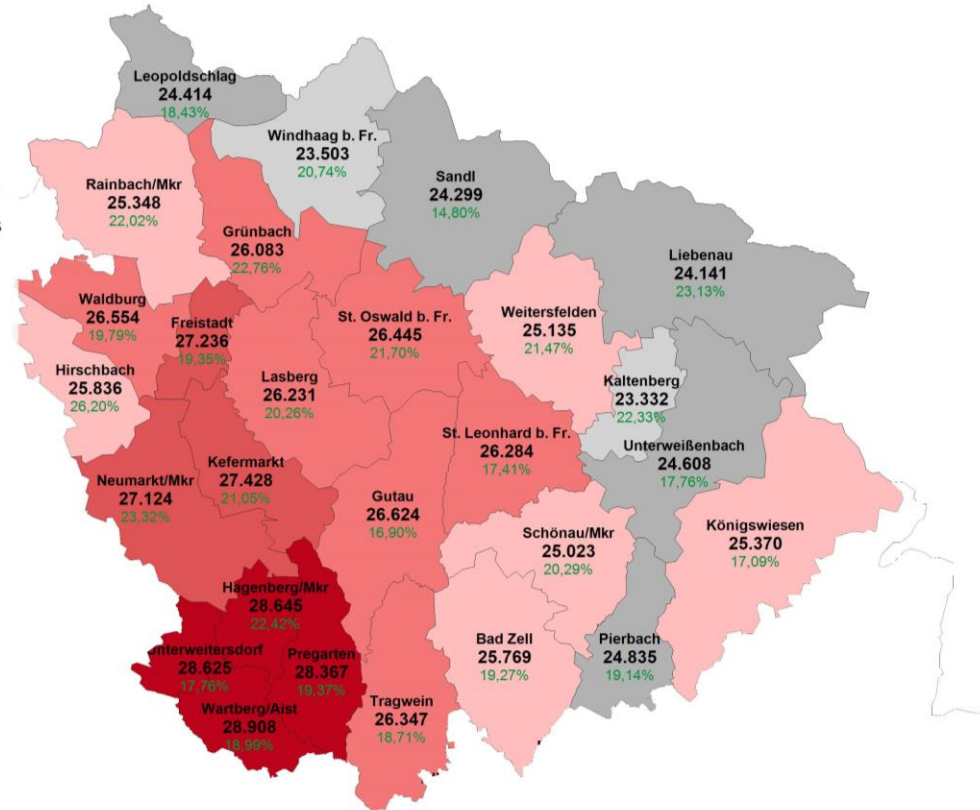 Leopoldschlag
24.414
18,43%
Windhaag b. Fr.
23.503
20,74%
Sandl
24.299
14,80%
Rainbach/Mkr
25.348
22,02%
Grünbach
26.083
22,76%
Liebenau
24.141
23,13%
Waldburg
26.554
19,79%
Freistadt
27.236
19,35%
St. Oswald b. Fr.
26.445
21,70%
Weitersfelden
25.135
21,47%
Hirschbach
25.836
26,20%
Lasberg
26.231
20,26%
Kaltenberg
23.332
22,33%
St. Leonhard b. Fr.
26.284
17,41%
Unterweißenbach
24.608
17,76%
Neumarkt/Mkr
27.124
23,32%
Kefermarkt
27.428
21,05%
Gutau
26.624
16,90%
Schönau/Mkr
25.023
20,29%
Königswiesen
25.370
17,09%
Hagenberg/Mkr
28.645
22,42%
Unterweitersdorf
28.625
17,76%
Pregarten
28.367
19,37%
Bad Zell
25.769
19,27%
Pierbach
24.835
19,14%
Wartberg/Aist
28.908
18,99%
Tragwein
26.347
18,71%